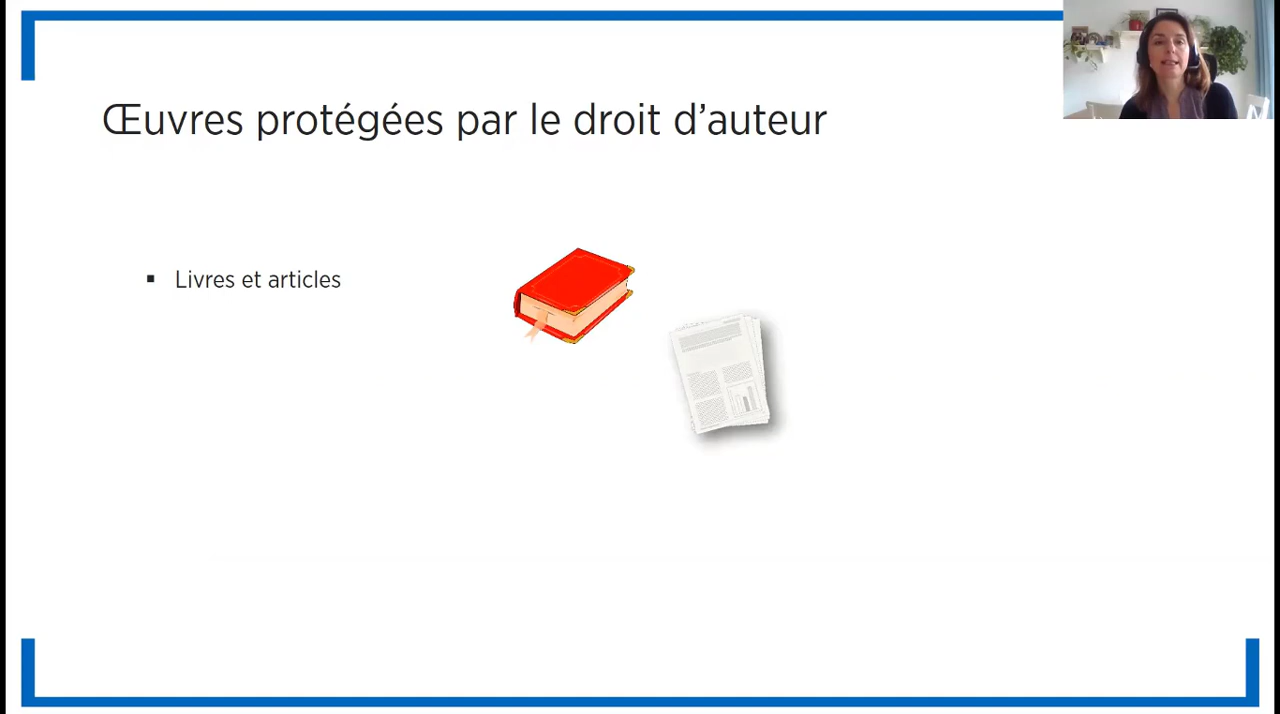 Œuvres protégées par le droit d’auteur
▪ Livres et articles